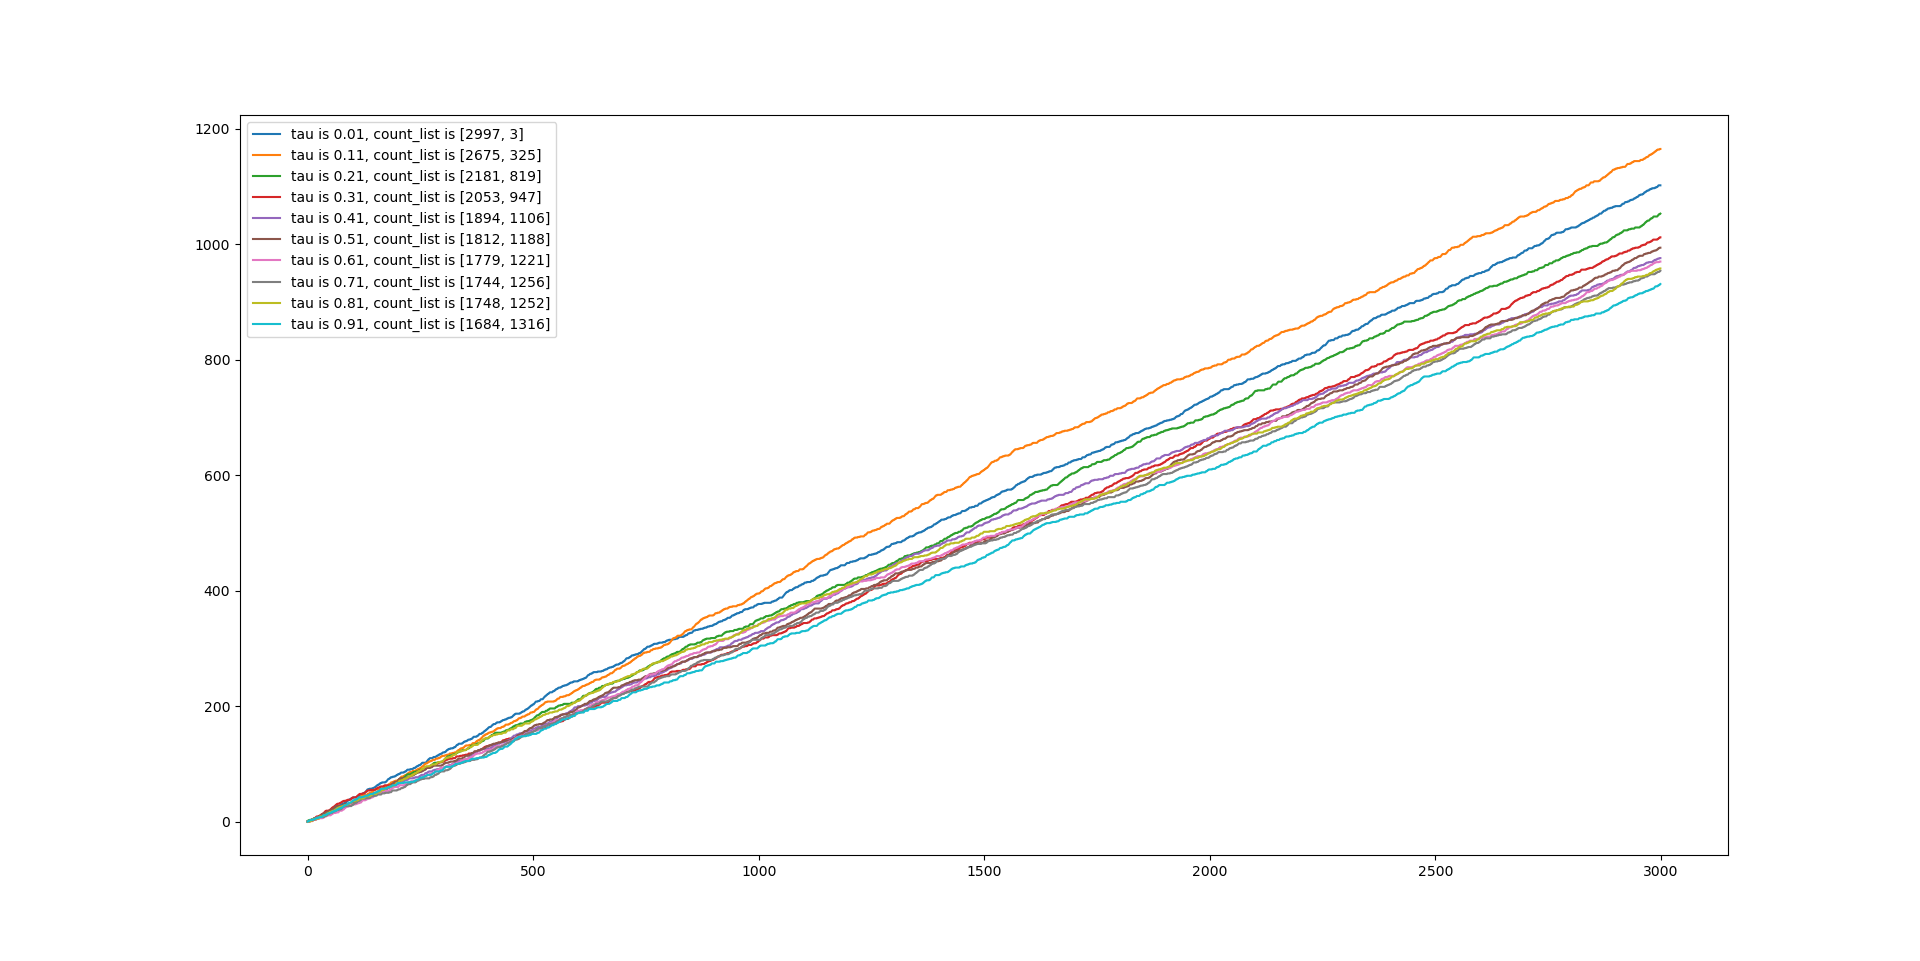 1200
1000
800
600
400
200
0
tau is 0.01, count_list is [2997, 3]
tau is 0.11, count_list is [2675, 325]
tau is 0.21, count_list is [2181, 819]
tau is 0.31, count_list is [2053, 947]
tau is 0.41, count_list is [1894, 1106]
tau is 0.51, count_list is [1812, 1188]
tau is 0.61, count_list is [1779, 1221]
tau is 0.71, count_list is [1744, 1256]
tau is 0.81, count_list is [1748, 1252]
tau is 0.91, count_list is [1684, 1316]
0 500 1000 1500 2000 2500 3000